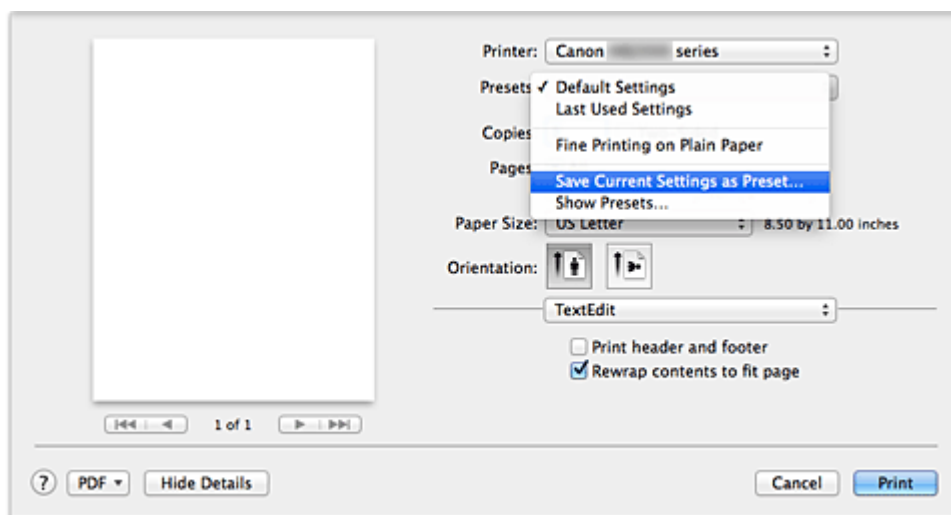 Printer: Canon series
Presets ✓ Default Settings
Last Used Settings
Copies
Fine Printing on Plain Paper
Pages
Save Current Settings as Preset...
Show Presets...
Paper Size: US Letter 8.50 by 11.00 inches
Orientation:
TextEdit
Print header and footer
Rewrap contents to fit page
1 of 1
? PDF Hide Details Cancel Print